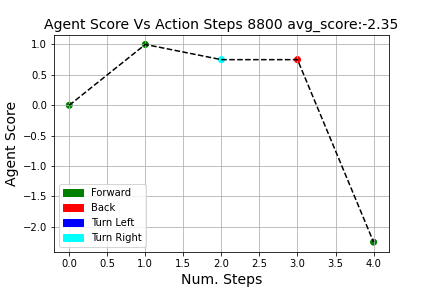 Agent Score Vs Action Steps 8800 avg_score:-2.35
Agent Score
1.0
0.5
0.0
−0.5
−1.0
−1.5
−2.0
Forward
Back
Turn Left
Turn Right
0.0 0.5 1.0 1.5 2.0 2.5 3.0 3.5 4.0
Num. Steps